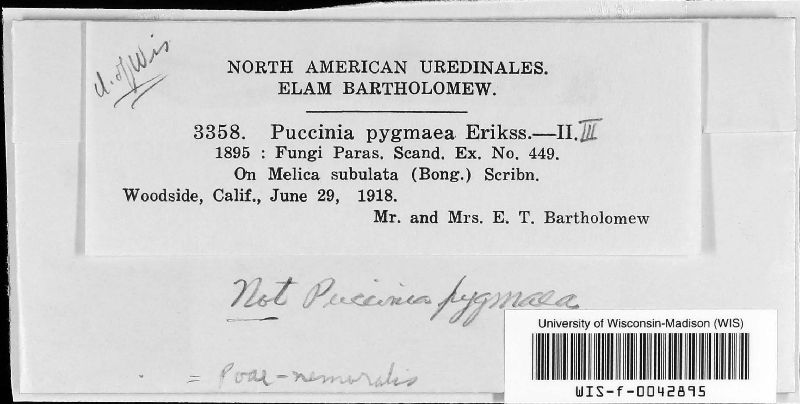 U. of Wis
NORTH AMERICAN UREDINALES.
ELAM BARTHOLOMEW.
3358. Puccinia pygmaea Erikss.—II. III
1895 : Fungi Paras. Scand. Ex. No. 449.
On Melica subulata (Bong.) Scribn.
Woodside, Calif., June 29, 1918.
Mr. and Mrs. E. T. Bartholomew
Not Puccinia pygmaea
= Poae-nemoralis
University of Wisconsin-Madison (WIS)
WIS-f-0042895